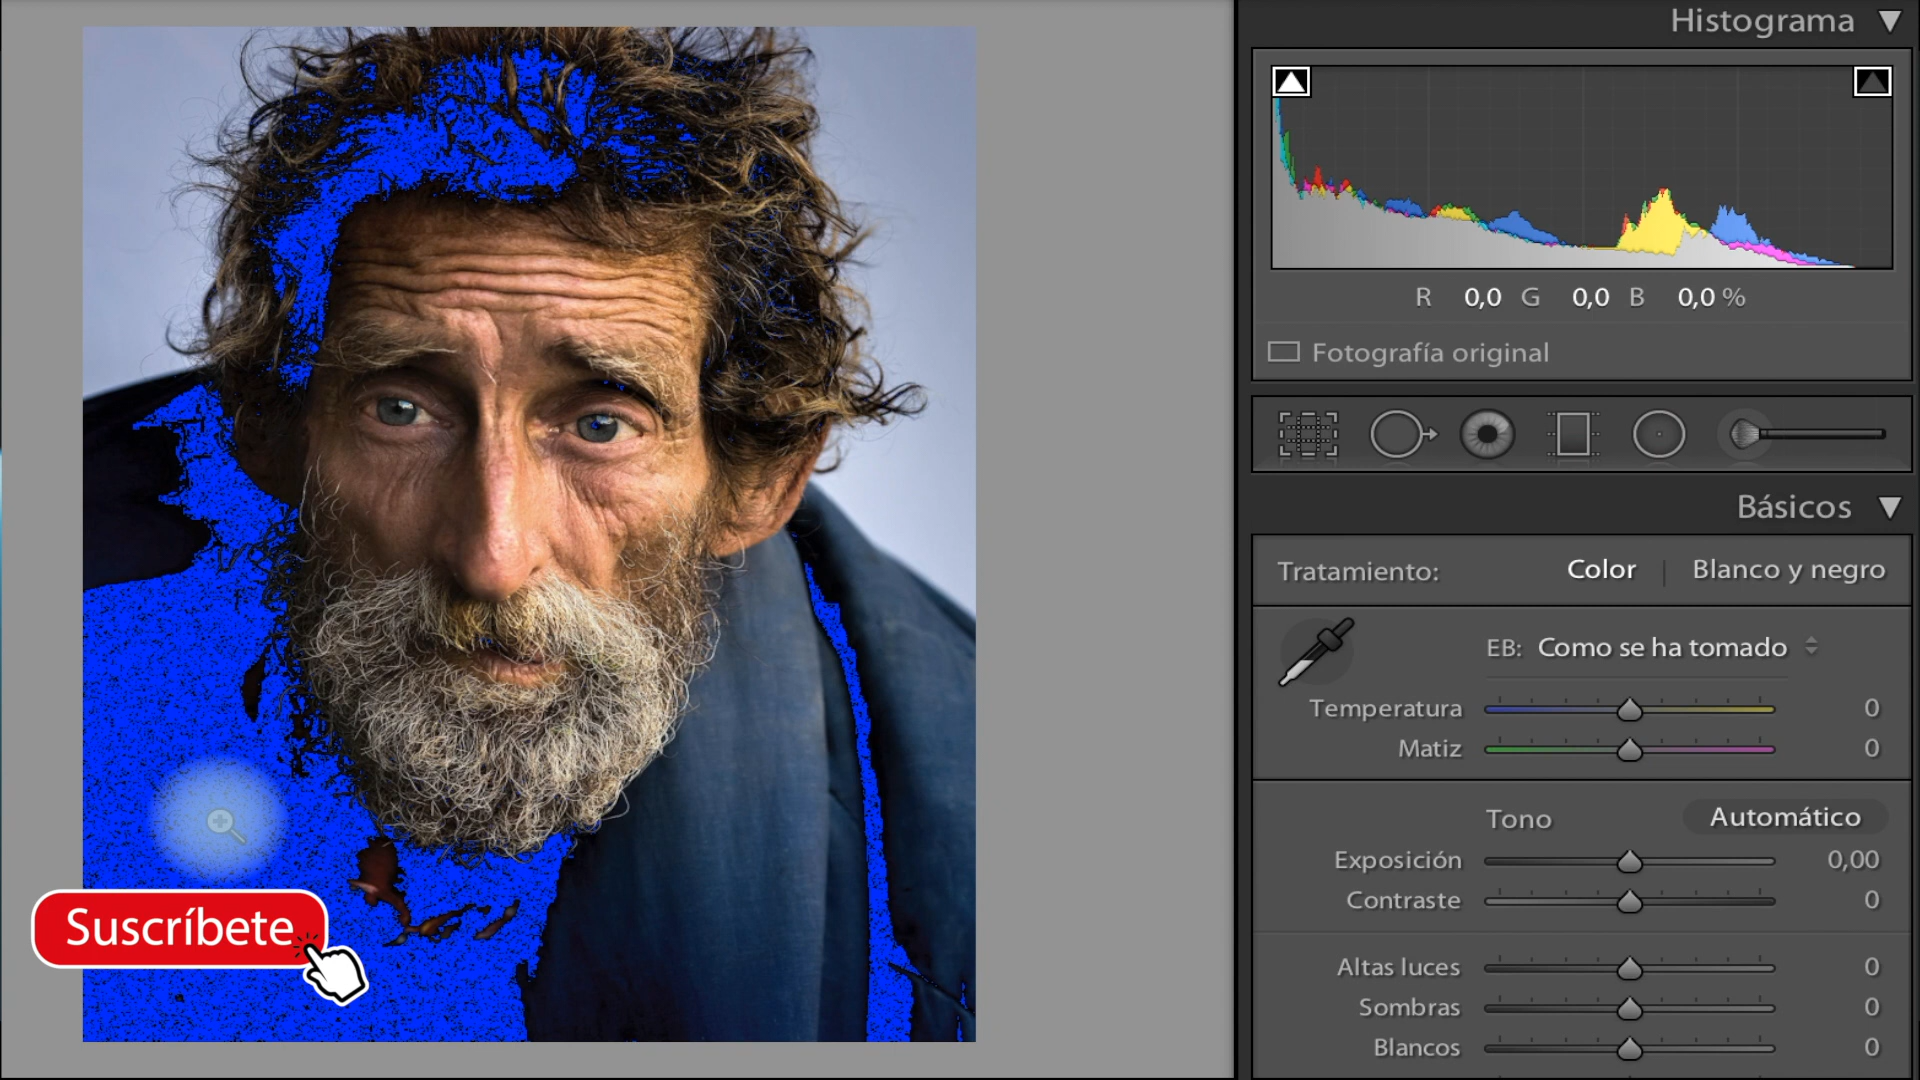 Histograma
R 0,0 G 0,0 B 0,0 %
Fotografía original
Básicos
Tratamiento: Color | Blanco y negro
EB: Como se ha tomado
Temperatura 0
Matiz 0
Tono Automático
Exposición 0,00
Contraste 0
Altas luces 0
Sombras 0
Blancos 0
Suscríbete